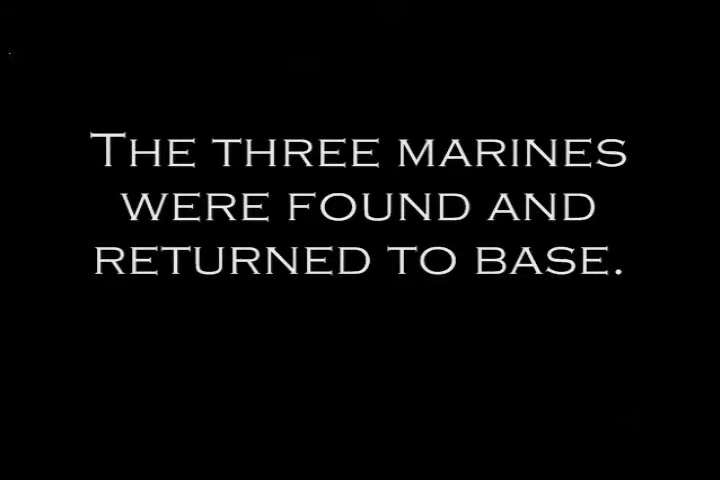 THE THREE MARINES
WERE FOUND AND
RETURNED TO BASE.